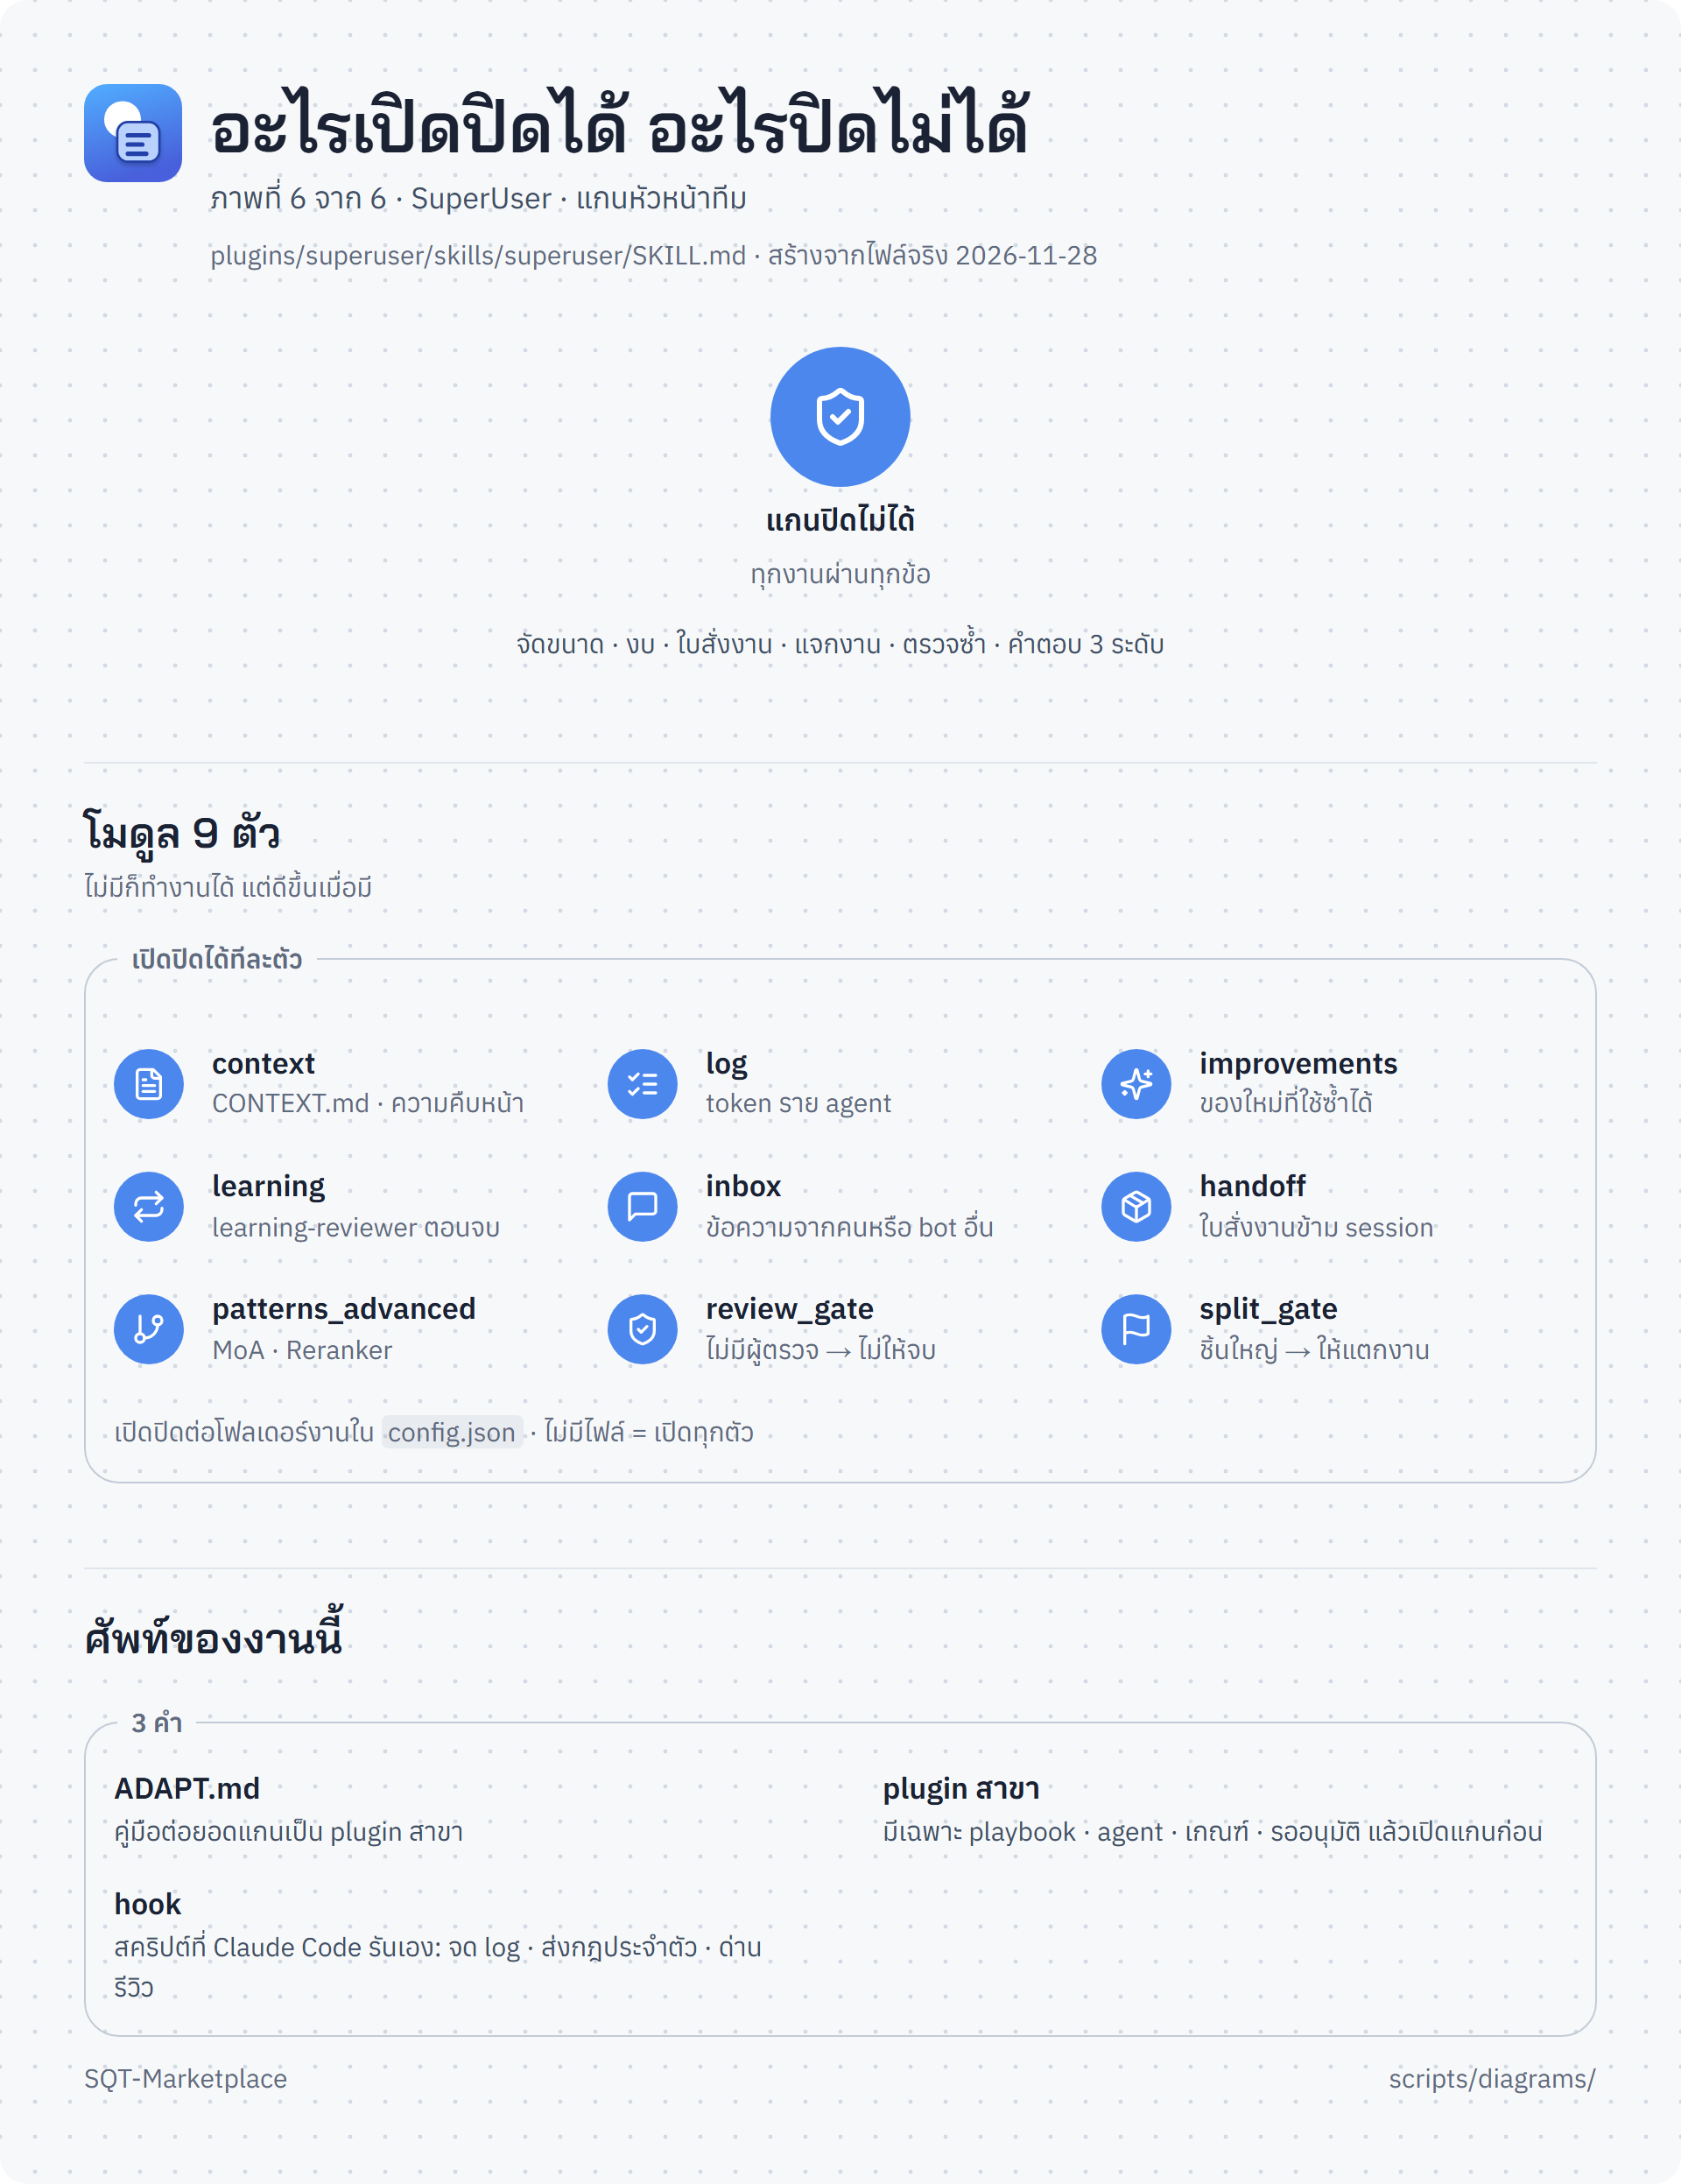 อะไรเปิดปิดได้ อะไรปิดไม่ได้
ภาพที่ 6 จาก 6 · SuperUser · แกนหัวหน้าทีม
plugins/superuser/skills/superuser/SKILL.md · สร้างจากไฟล์จริง 2026-11-28
แกนปิดไม่ได้
ทุกงานผ่านทุกข้อ
จัดขนาด · งบ · ใบสั่งงาน · แจกงาน · ตรวจซ้ำ · คำตอบ 3 ระดับ
โมดูล 9 ตัว
ไม่มีก็ทำงานได้ แต่ดีขึ้นเมื่อมี
เปิดปิดได้ทีละตัว
context
CONTEXT.md · ความคืบหน้า
log
token ราย agent
improvements
ของใหม่ที่ใช้ซ้ำได้
learning
learning-reviewer ตอนจบ
inbox
ข้อความจากคนหรือ bot อื่น
handoff
ใบสั่งงานข้าม session
patterns_advanced
MoA · Reranker
review_gate
ไม่มีผู้ตรวจ → ไม่ให้จบ
split_gate
ชิ้นใหญ่ → ให้แตกงาน
เปิดปิดต่อโฟลเดอร์งานใน config.json · ไม่มีไฟล์ = เปิดทุกตัว
ศัพท์ของงานนี้
3 คำ
ADAPT.md
คู่มือต่อยอดแกนเป็น plugin สาขา
plugin สาขา
มีเฉพาะ playbook · agent · เกณฑ์ · รออนุมัติ แล้วเปิดแกนก่อน
hook
สคริปต์ที่ Claude Code รันเอง: จด log · ส่งกฎประจำตัว · ด่าน
รีวิว
SQT-Marketplace
scripts/diagrams/